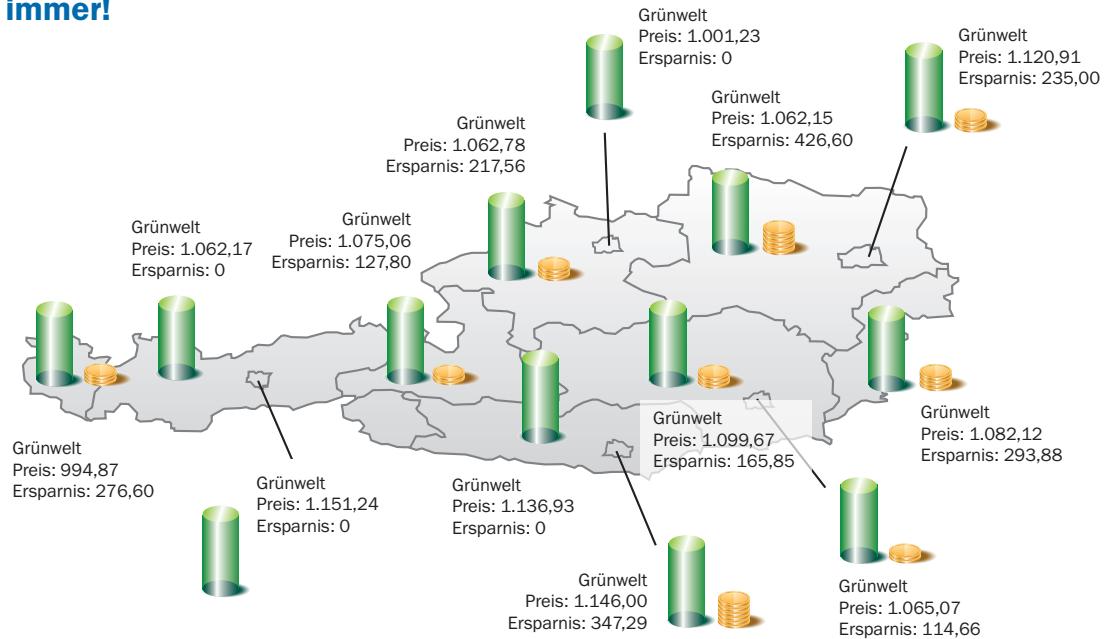 immer!
Grünwelt
Preis: 1.001,23
Ersparnis: 0
Grünwelt
Preis: 1.120,91
Ersparnis: 235,00
Grünwelt
Preis: 1.062,15
Ersparnis: 426,60
Grünwelt
Preis: 1.062,78
Ersparnis: 217,56
Grünwelt
Preis: 1.075,06
Ersparnis: 127,80
Grünwelt
Preis: 1.062,17
Ersparnis: 0
Grünwelt
Preis: 994,87
Ersparnis: 276,60
Grünwelt
Preis: 1.151,24
Ersparnis: 0
Grünwelt
Preis: 1.136,93
Ersparnis: 0
Grünwelt
Preis: 1.099,67
Ersparnis: 165,85
Grünwelt
Preis: 1.082,12
Ersparnis: 293,88
Grünwelt
Preis: 1.146,00
Ersparnis: 347,29
Grünwelt
Preis: 1.065,07
Ersparnis: 114,66